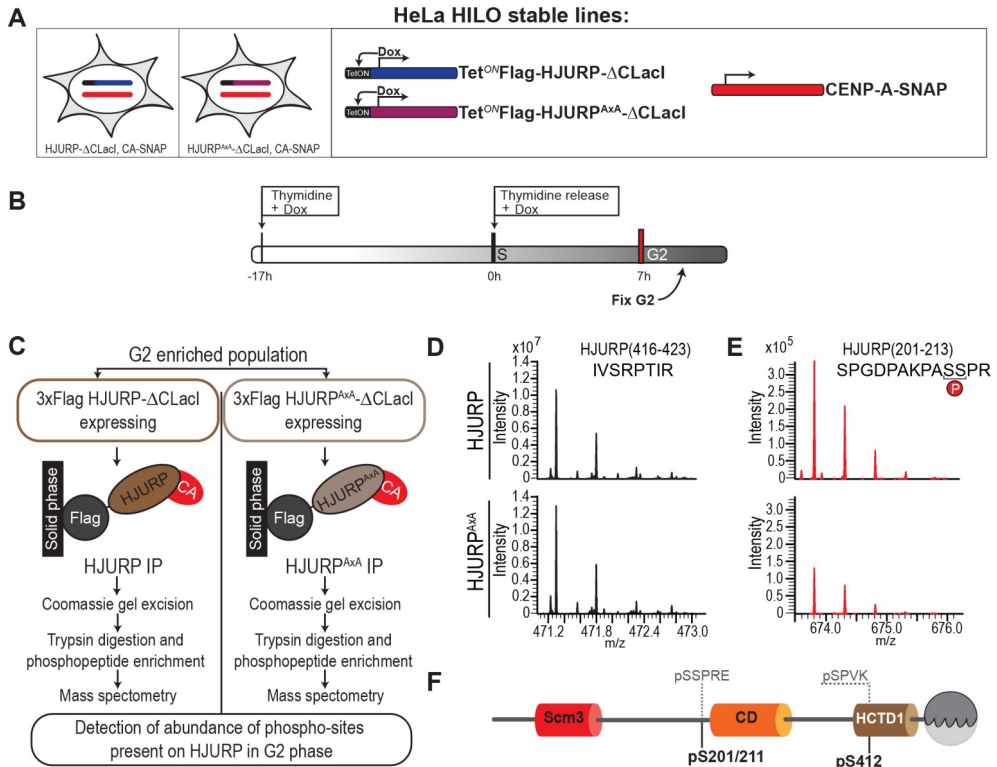 A
HeLa HILO stable lines:
HJURP-ΔCLacI, CA-SNAP
HJURPAxA-ΔCLacI, CA-SNAP
Dox
TetON
TetONFlag-HJURP-ΔCLacI
Dox
TetON
TetONFlag-HJURPAxA-ΔCLacI
CENP-A-SNAP
B
Thymidine
+ Dox
Thymidine release
+ Dox
S
G2
-17h
0h
7h
Fix G2
C
G2 enriched population
3xFlag HJURP-ΔCLacI
expressing
3xFlag HJURPAxA-ΔCLacI
expressing
Solid phase
Flag
HJURP
CA
Solid phase
Flag
HJURPAxA
CA
HJURP IP
HJURPAxA IP
Coomassie gel excision
Coomassie gel excision
Trypsin digestion and
phosphopeptide enrichment
Trypsin digestion and
phosphopeptide enrichment
Mass spectometry
Mass spectometry
Detection of abundance of phospho-sites
present on HJURP in G2 phase
D
x107
HJURP(416-423)
IVSRPTIR
HJURP
Intensity
1.4
1.2
1.0
0.8
0.6
0.4
0.2
0
HJURPAxA
Intensity
1.4
1.2
1.0
0.8
0.6
0.4
0.2
0
471.2 471.8 472.4 473.0
m/z
E
x105
HJURP(201-213)
SPGDPAKPASSPR
P
Intensity
3.0
2.5
2.0
1.5
1.0
0.5
0
Intensity
3.0
2.5
2.0
1.5
1.0
0.5
0
674.0 675.0 676.0
m/z
F
pSSPRE
pSPVK
Scm3
CD
HCTD1
pS201/211
pS412